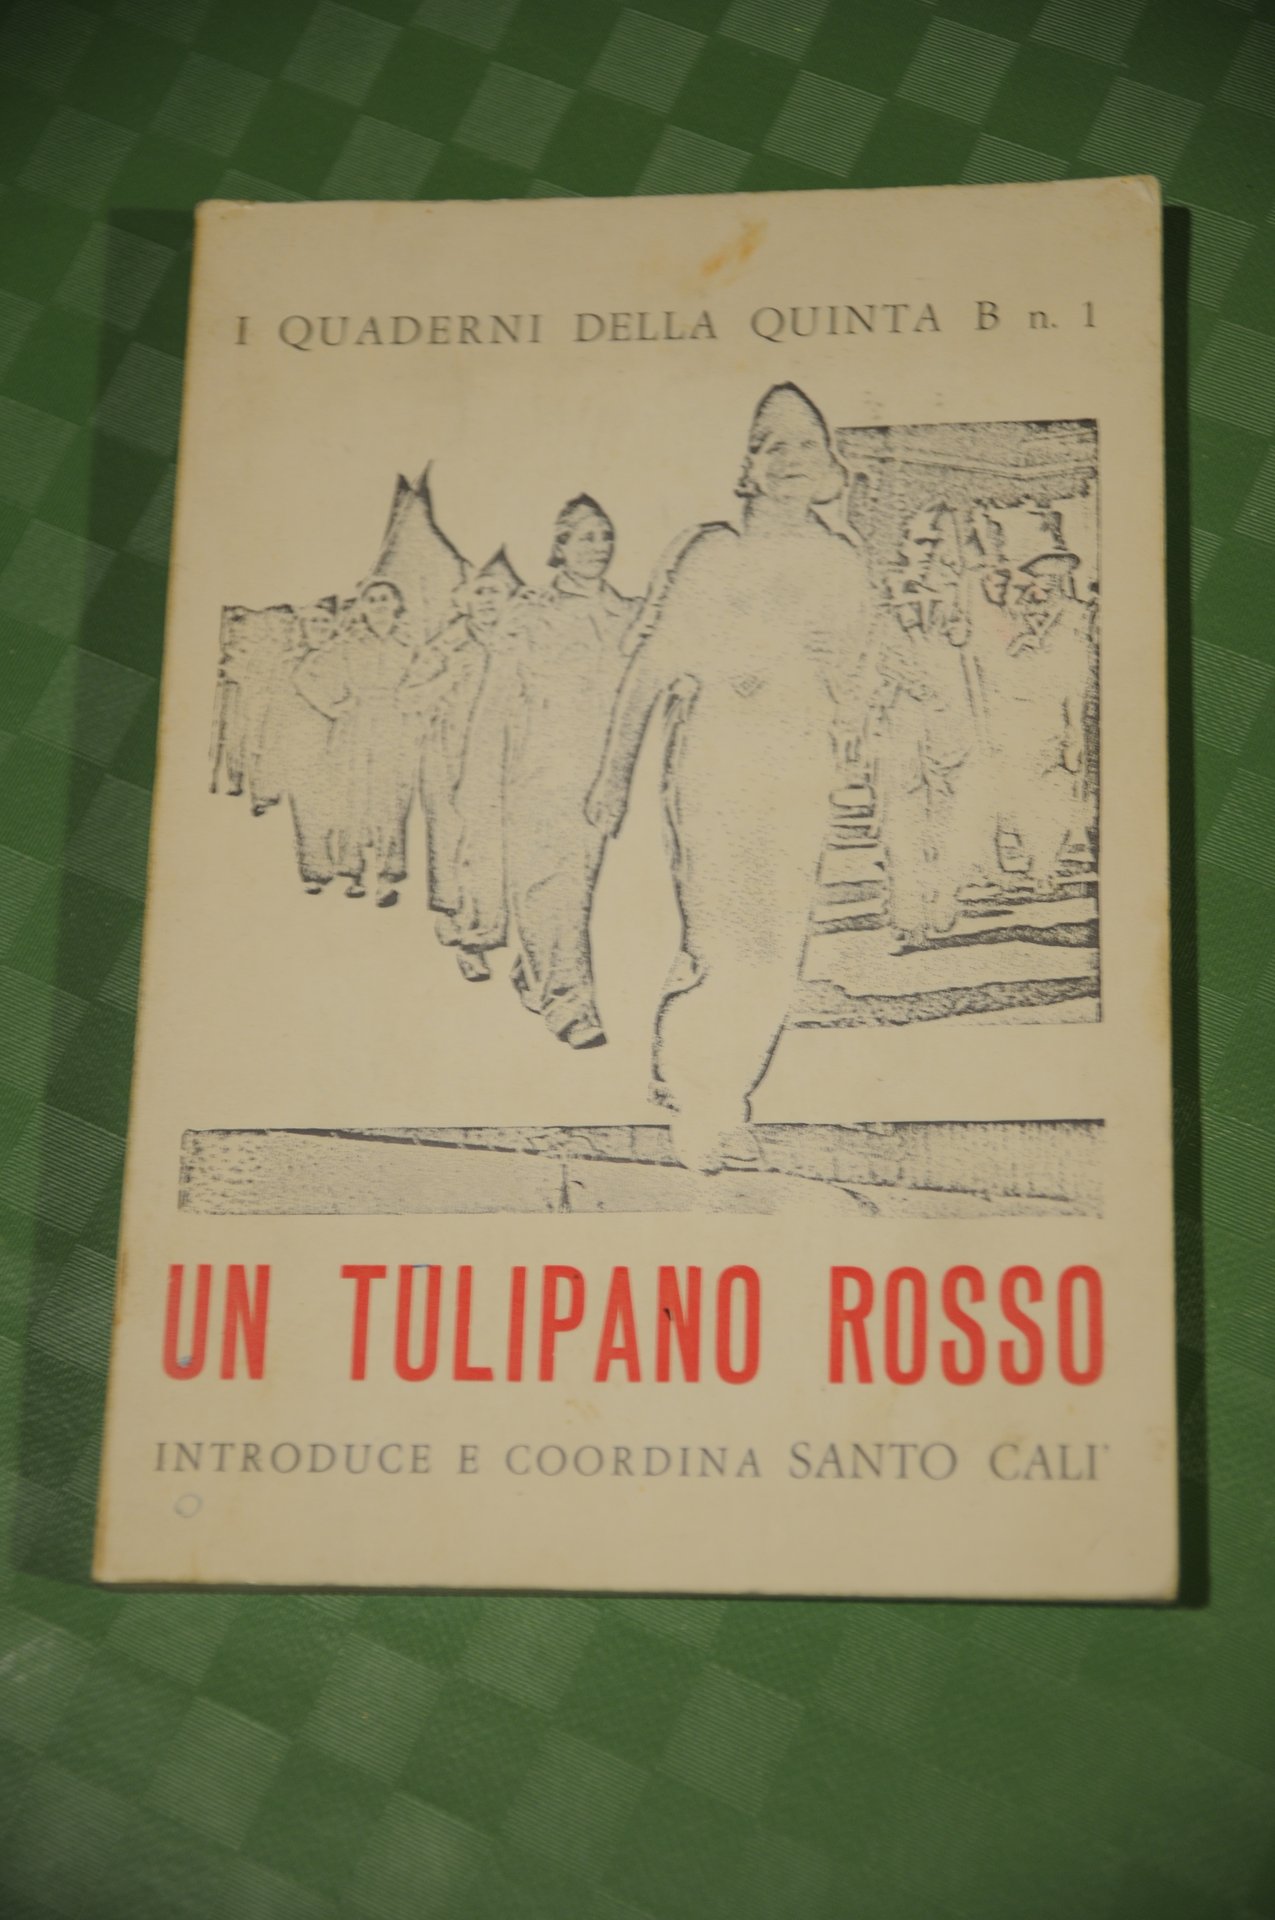 I QUADERNI DELLA QUINTA B n. 1
UN TULIPANO ROSSO
INTRODUCE E COORDINA SANTO CALI'